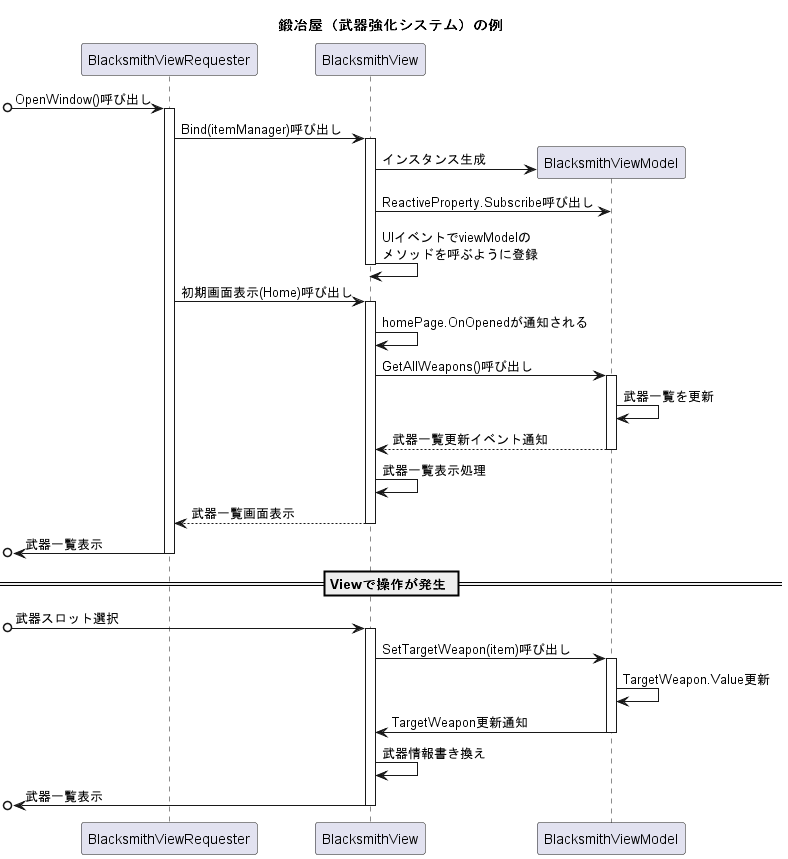 鍛冶屋（武器強化システム）の例
BlacksmithViewRequester
BlacksmithView
OpenWindow()呼び出し
Bind(itemManager)呼び出し
インスタンス生成
BlacksmithViewModel
ReactiveProperty.Subscribe呼び出し
UIイベントでviewModelの
メソッドを呼ぶように登録
初期画面表示(Home)呼び出し
homePage.OnOpenedが通知される
GetAllWeapons()呼び出し
武器一覧を更新
武器一覧更新イベント通知
武器一覧表示処理
武器一覧画面表示
武器一覧表示
Viewで操作が発生
武器スロット選択
SetTargetWeapon(item)呼び出し
TargetWeapon.Value更新
TargetWeapon更新通知
武器情報書き換え
武器一覧表示
BlacksmithViewRequester
BlacksmithView
BlacksmithViewModel